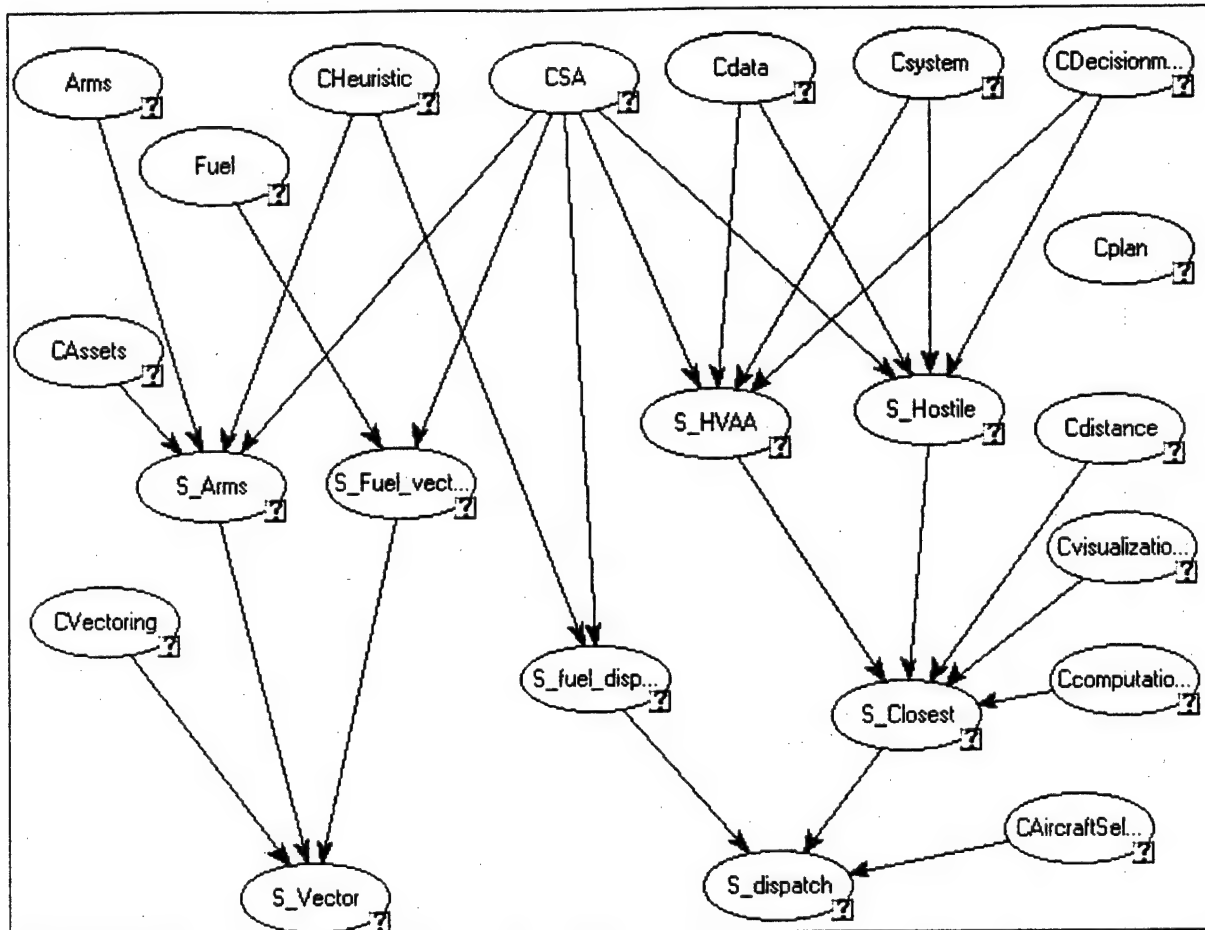 Arms
?
CHeuristic
?
CSA
?
Cdata
?
Csystem
?
CDecisionm...
?
Fuel
?
Cplan
?
CAssets
?
S_HVAA
?
S_Hostile
?
Cdistance
?
S_Arms
?
S_Fuel_vect...
?
Cvisualizatio...
?
CVectoring
?
S_fuel_disp...
?
Ccomputatio...
?
S_Closest
?
CAircraftSel...
?
S_Vector
?
S_dispatch
?